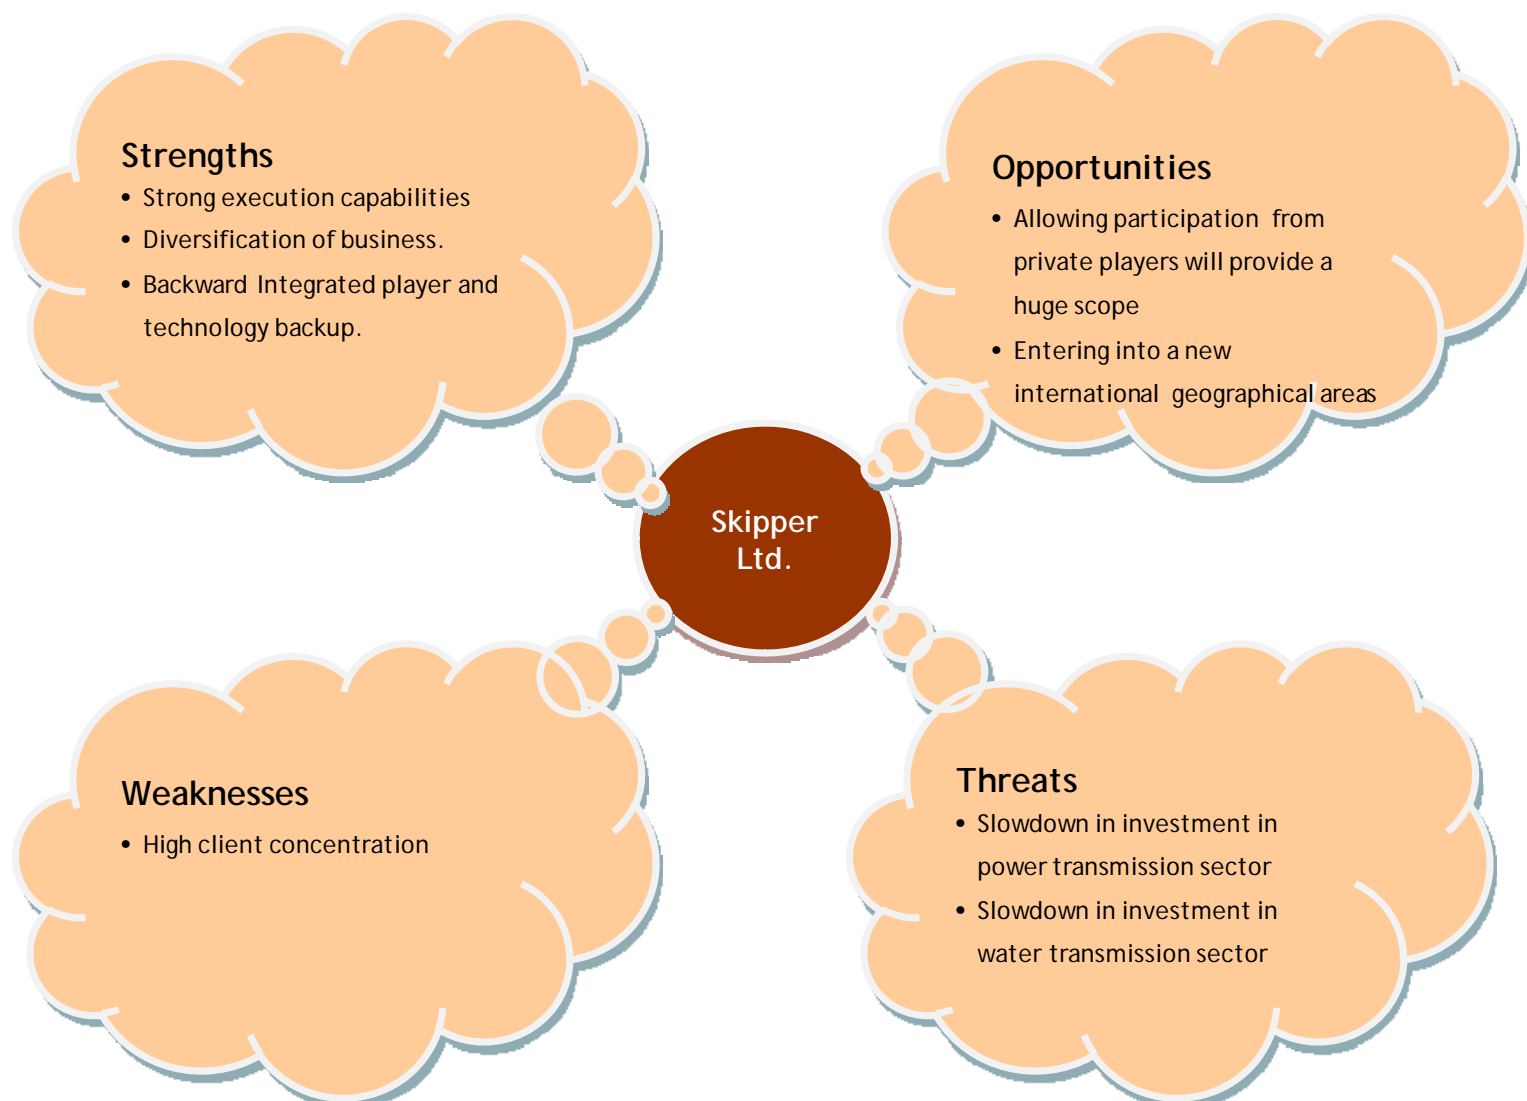 Strengths
• Strong execution capabilities
• Diversification of business.
• Backward Integrated player and
technology backup.
Opportunities
• Allowing participation from
private players will provide a
huge scope
• Entering into a new
international geographical areas
Skipper
Ltd.
Weaknesses
• High client concentration
Threats
• Slowdown in investment in
power transmission sector
• Slowdown in investment in
water transmission sector